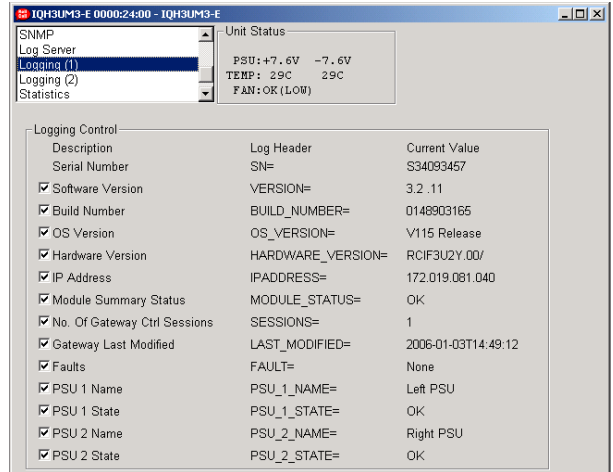 IQH3UM3-E 0000:24:00 - IQH3UM3-E
SNMP
Log Server
Logging (1)
Logging (2)
Statistics
Unit Status
PSU:+7.6V -7.6V
TEMP: 29C 29C
FAN:OK(LOW)
Logging Control
Description Log Header Current Value
Serial Number SN= S34093457
Software Version VERSION= 3.2 .11
Build Number BUILD_NUMBER= 0148903165
OS Version OS_VERSION= V115 Release
Hardware Version HARDWARE_VERSION= RCIF3U2Y.00/
IP Address IPADDRESS= 172.019.081.040
Module Summary Status MODULE_STATUS= OK
No. Of Gateway Ctrl Sessions SESSIONS= 1
Gateway Last Modified LAST_MODIFIED= 2006-01-03T14:49:12
Faults FAULT= None
PSU 1 Name PSU_1_NAME= Left PSU
PSU 1 State PSU_1_STATE= OK
PSU 2 Name PSU_2_NAME= Right PSU
PSU 2 State PSU_2_STATE= OK